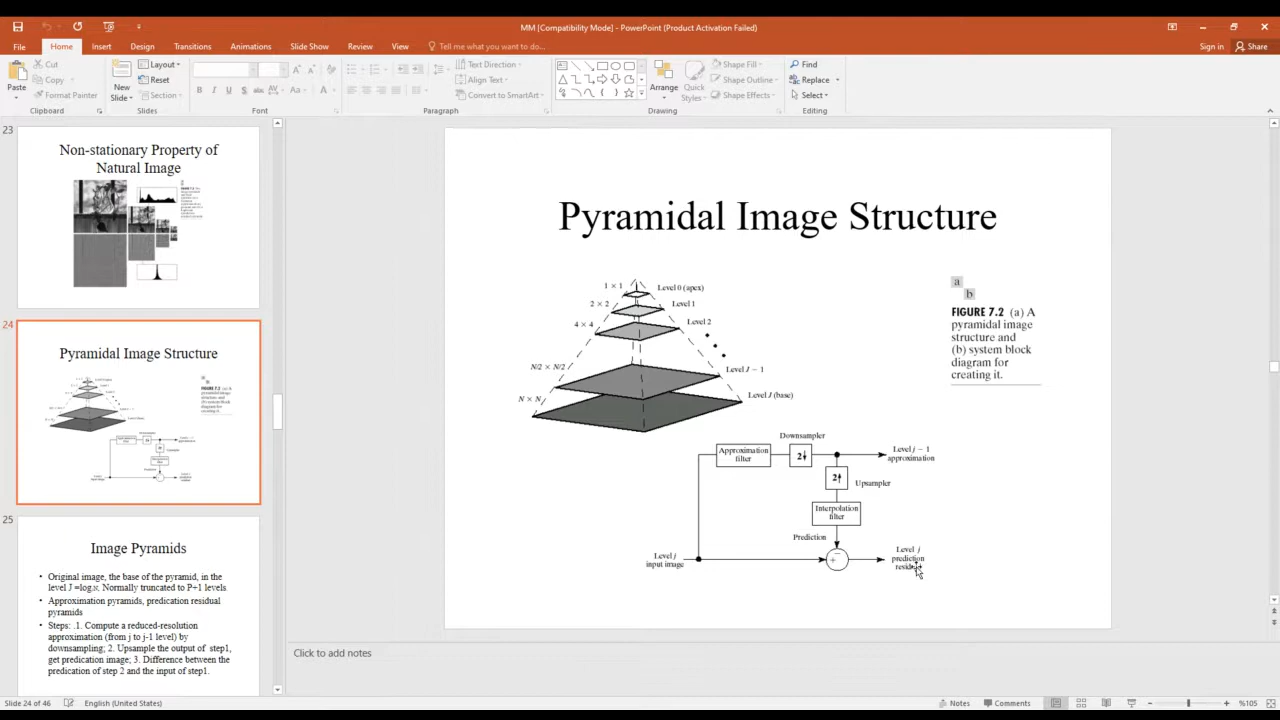 MM [Compatibility Mode] - PowerPoint (Product Activation Failed)
File Home Insert Design Transitions Animations Slide Show Review View Tell me what you want to do... Sign in Share
Paste
Cut
Copy
Format Painter
Clipboard
New
Slide
Layout
Reset
Section
Slides
Font
Text Direction
Align Text
Convert to SmartArt
Paragraph
Arrange
Quick
Styles
Shape Fill
Shape Outline
Shape Effects
Drawing
Find
Replace
Select
Editing
23
Non-stationary Property of
Natural Image
24
Pyramidal Image Structure
25
Image Pyramids
• Original image, the base of the pyramid, in the
level J =log₂N, Normally truncated to P+1 levels.
• Approximation pyramids, predication residual
pyramids
• Steps: .1. Compute a reduced-resolution
approximation (from j to j-1 level) by
downsampling; 2. Upsample the output of step1,
get predication image; 3. Difference between the
predication of step 2 and the input of step1.
Pyramidal Image Structure
1 × 1
Level 0 (apex)
2 × 2
Level 1
4 × 4
Level 2
N/2 × N/2
Level J − 1
N × N
Level J (base)
a
b
FIGURE 7.2 (a) A
pyramidal image
structure and
(b) system block
diagram for
creating it.
Downsampler
Approximation
filter
2↓
Level j − 1
approximation
2↑
Upsampler
Interpolation
filter
Prediction
Level j
input image
+
−
Level j
prediction
Click to add notes
Slide 24 of 46 English (United States) Notes Comments %105